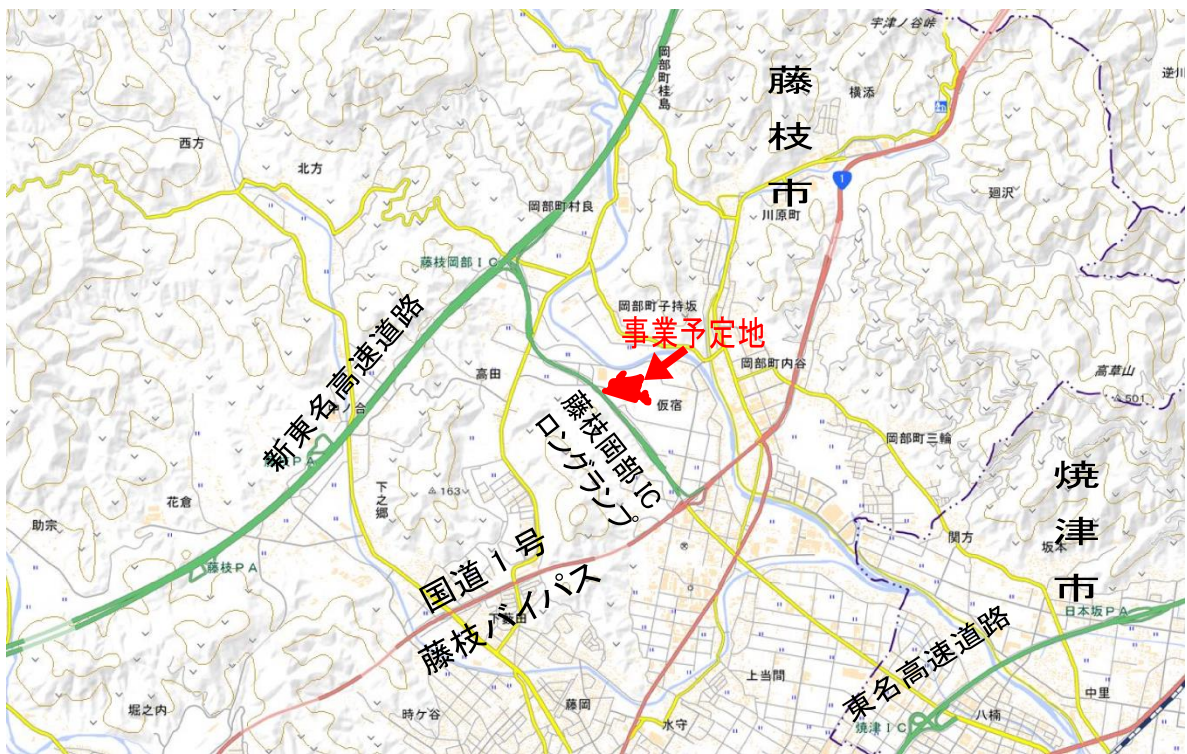 宇津ノ谷峠
岡部町桂島
藤枝市
横添
逆川
西方
北方
1
廻沢
岡部町村良
川原町
藤枝岡部IC
岡部町子持坂
事業予定地
新東名高速道路
高田
岡部町内谷
高草山
501
仮宿
藤枝岡部IC
ロングランプ
岡部町三輪
焼津市
163
下之郷
花倉
助宗
関方
坂本
藤枝PA
国道1号
藤枝バイパス
日本坂PA
東名高速道路
上当間
藤岡
中里
堀之内
時ケ谷
水守
八楠
焼津IC